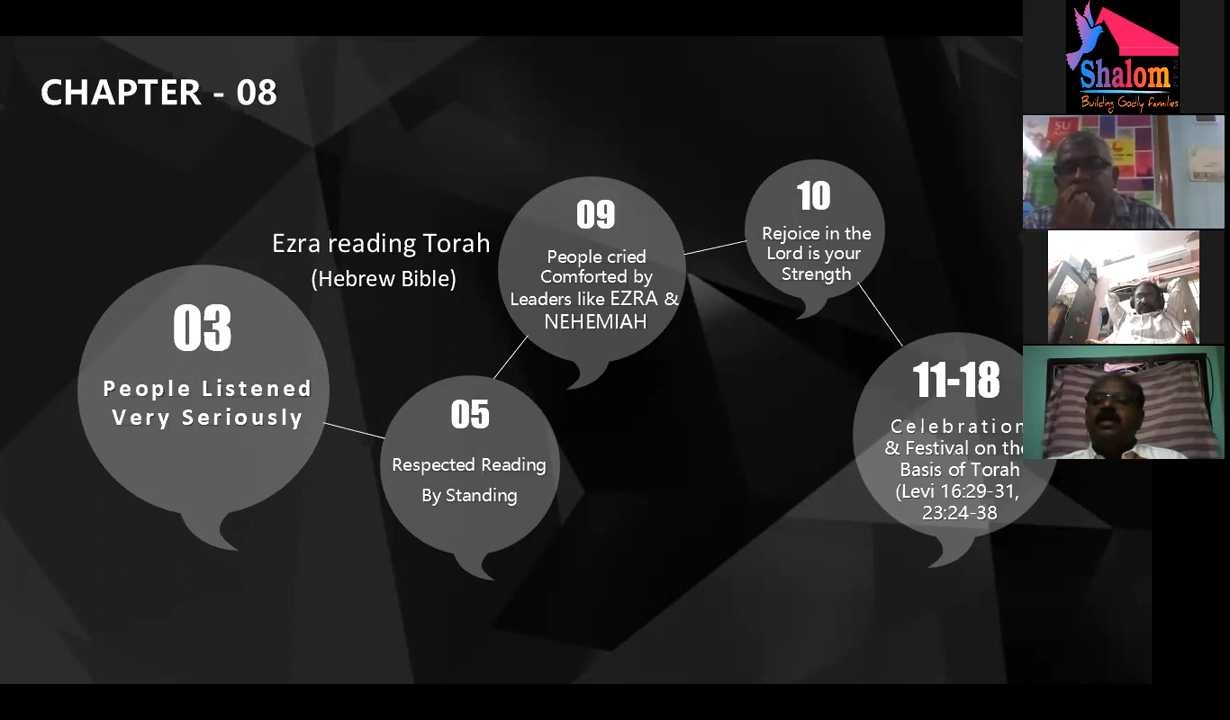 CHAPTER - 08
Ezra reading Torah
(Hebrew Bible)
03
People Listened
Very Seriously
05
Respected Reading
By Standing
09
People cried
Comforted by
Leaders like EZRA &
NEHEMIAH
10
Rejoice in the
Lord is your
Strength
11-18
Celebration
& Festival on the
Basis of Torah
(Levi 16:29-31,
23:24-38
Shalom
Building Godly families
SU